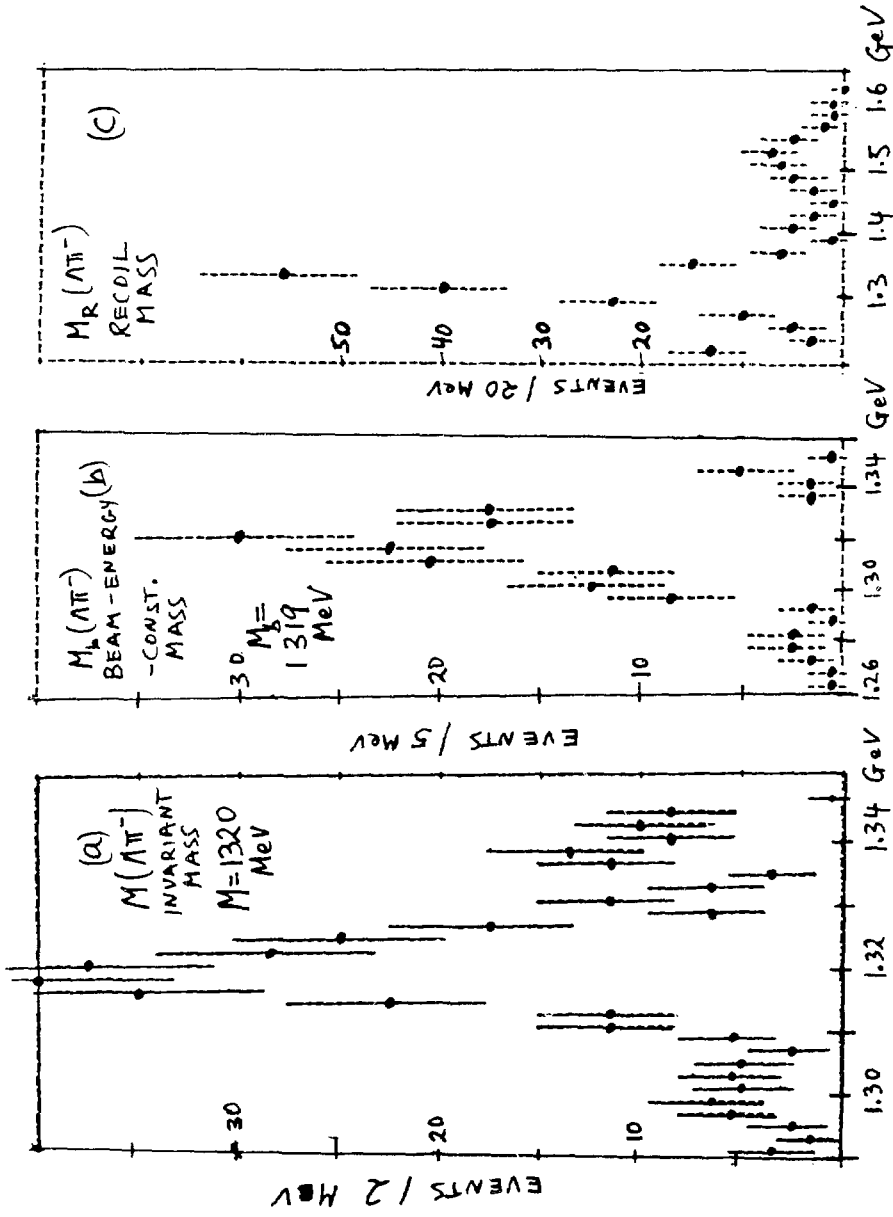 EVENTS / 2 MeV
30
20
10
(a)
M(Λπ⁻)
INVARIANT
MASS
M=1320
MeV
1.30
1.32
1.34
GeV
EVENTS / 5 MeV
30
20
10
M_b(Λπ⁻)
BEAM-ENERGY (b)
-CONST.
MASS
M_b=
1319
MeV
1.26
1.30
1.34
GeV
EVENTS / 20 MeV
50
40
30
20
M_R(Λπ⁻)
RECOIL
MASS
(c)
1.3
1.4
1.5
1.6
GeV